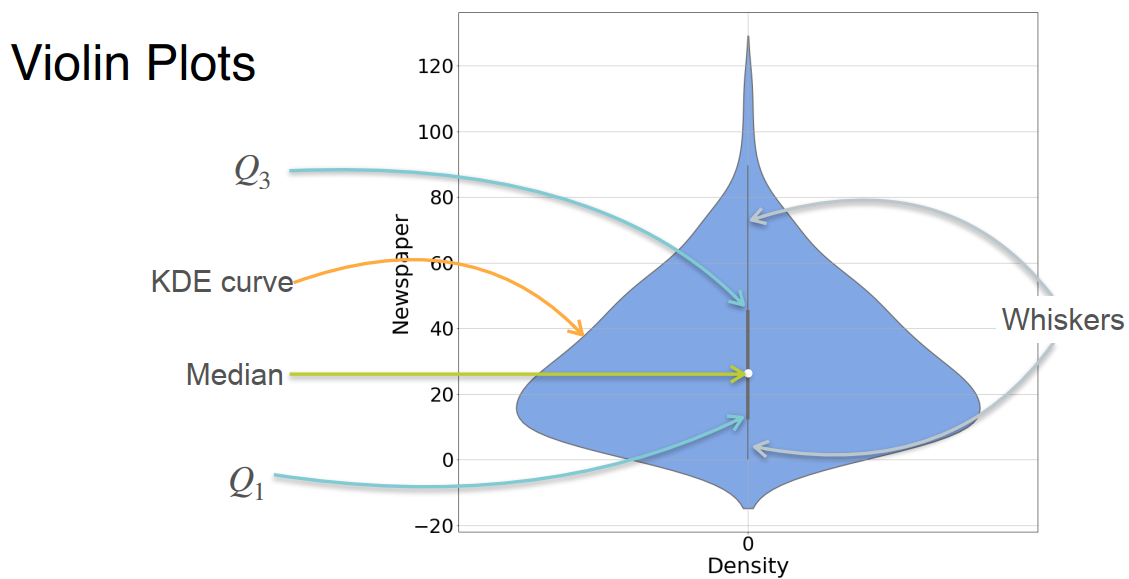 Violin Plots
Q3
KDE curve
Median
Q1
Whiskers
Newspaper
120
100
80
60
40
20
0
−20
0
Density